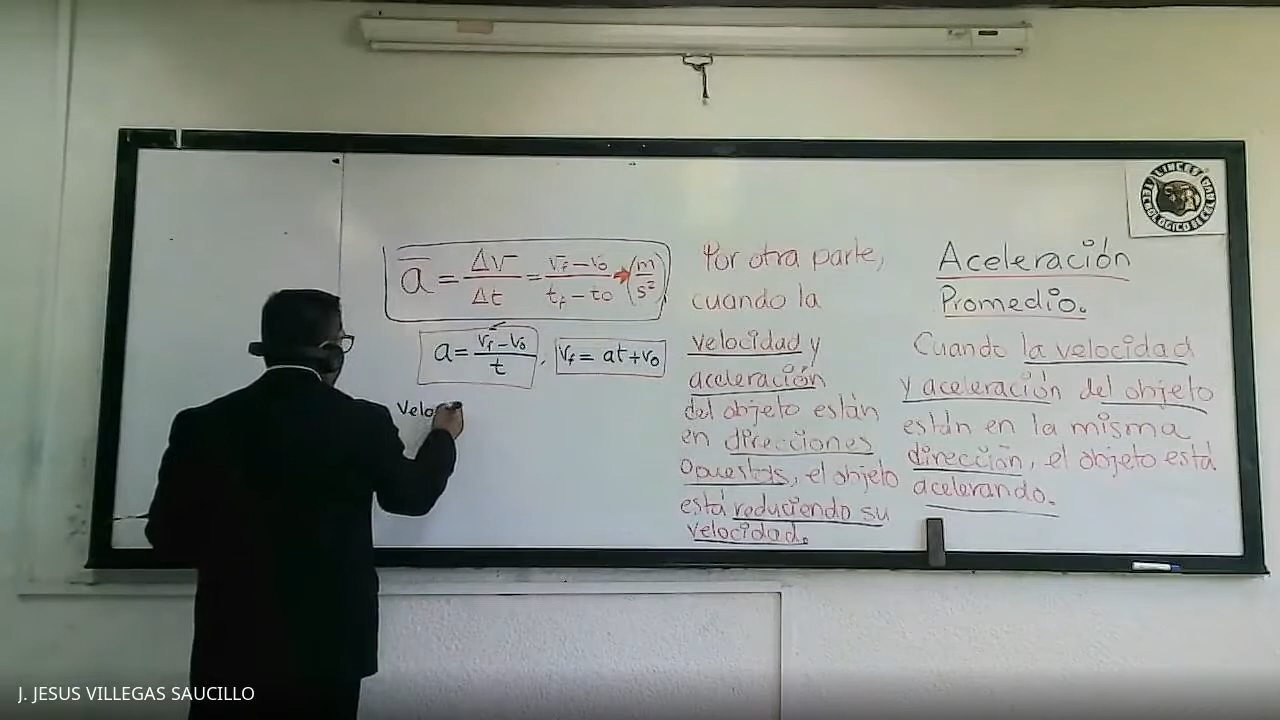 Aceleración
Promedio.
Cuando la velocidad
y aceleración del objeto
están en la misma
dirección, el objeto está
acelerando.
Por otra parte,
cuando la
velocidad y
aceleración
del objeto están
en direcciones
opuestas, el objeto
está reduciendo su
velocidad.
a̅ = Δv/Δt = (vf - vo)/(tf - to) → (m/s²)
a = (vf - vo)/t , vf = at + vo
Velo
LINCES
J. JESUS VILLEGAS SAUCILLO